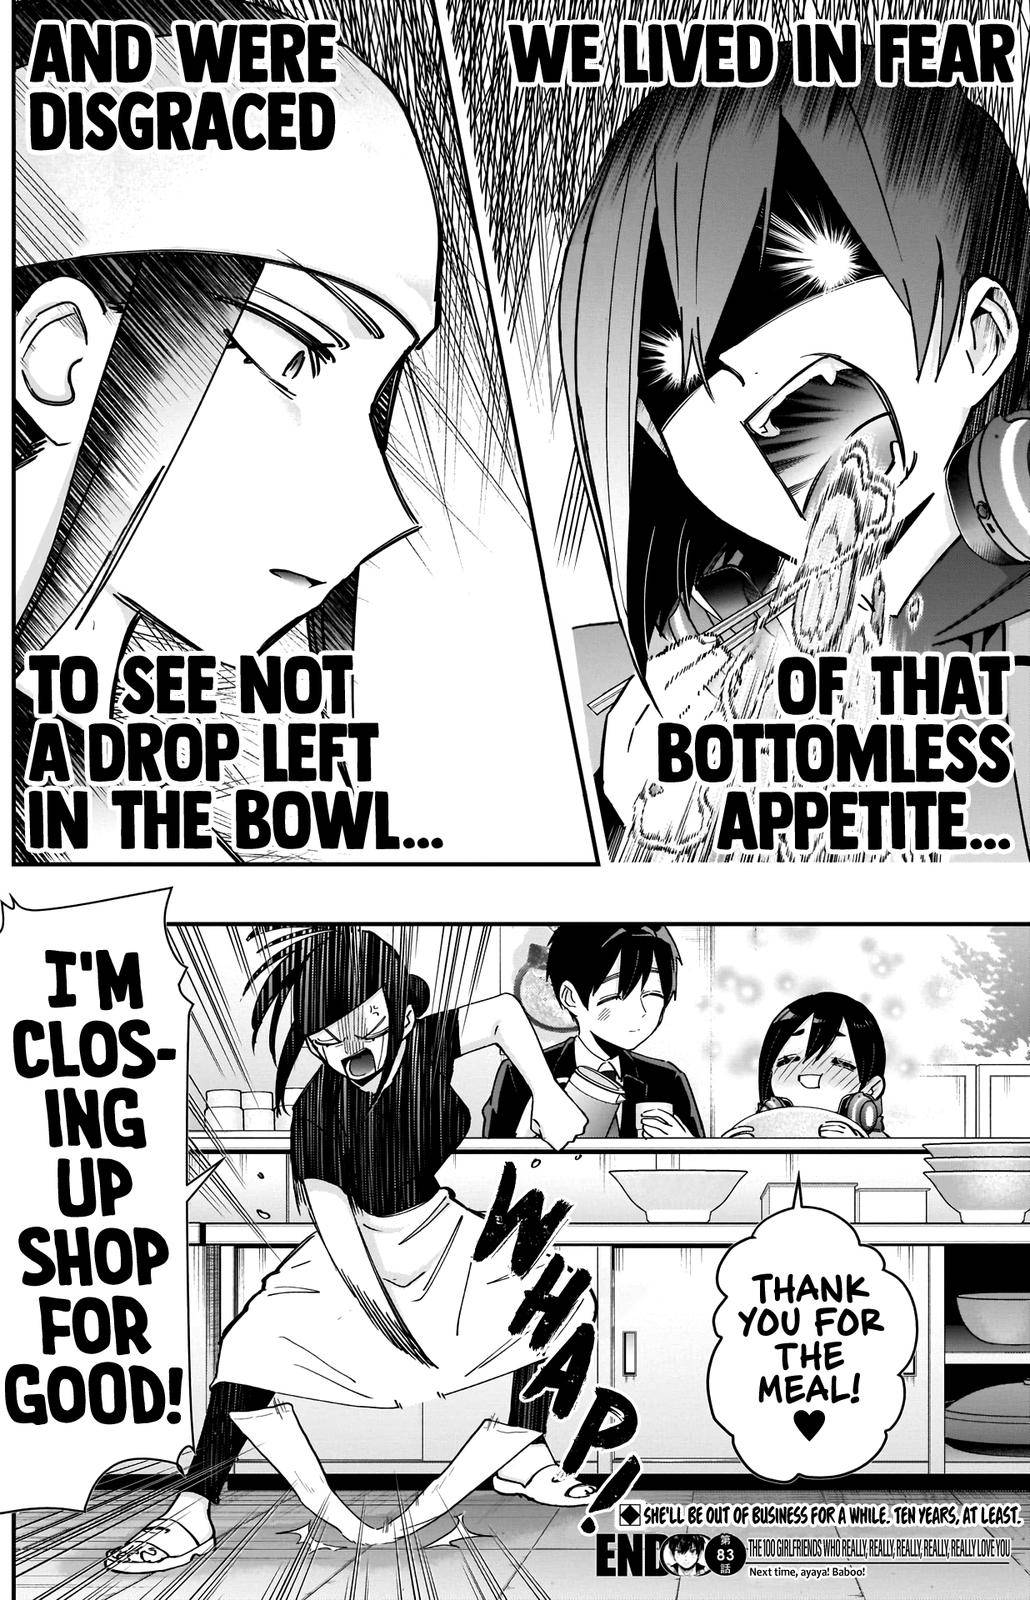 WE LIVED IN FEAR
OF THAT
BOTTOMLESS
APPETITE...
AND WERE
DISGRACED
TO SEE NOT
A DROP LEFT
IN THE BOWL...
THANK
YOU FOR
THE
MEAL!
♥
WHAP!
I'M
CLOS-
ING
UP
SHOP
FOR
GOOD!
SHE'LL BE OUT OF BUSINESS FOR A WHILE. TEN YEARS, AT LEAST.
END 第83話 THE 100 GIRLFRIENDS WHO REALLY, REALLY, REALLY, REALLY, REALLY LOVE YOU
Next time, ayaya! Baboo!